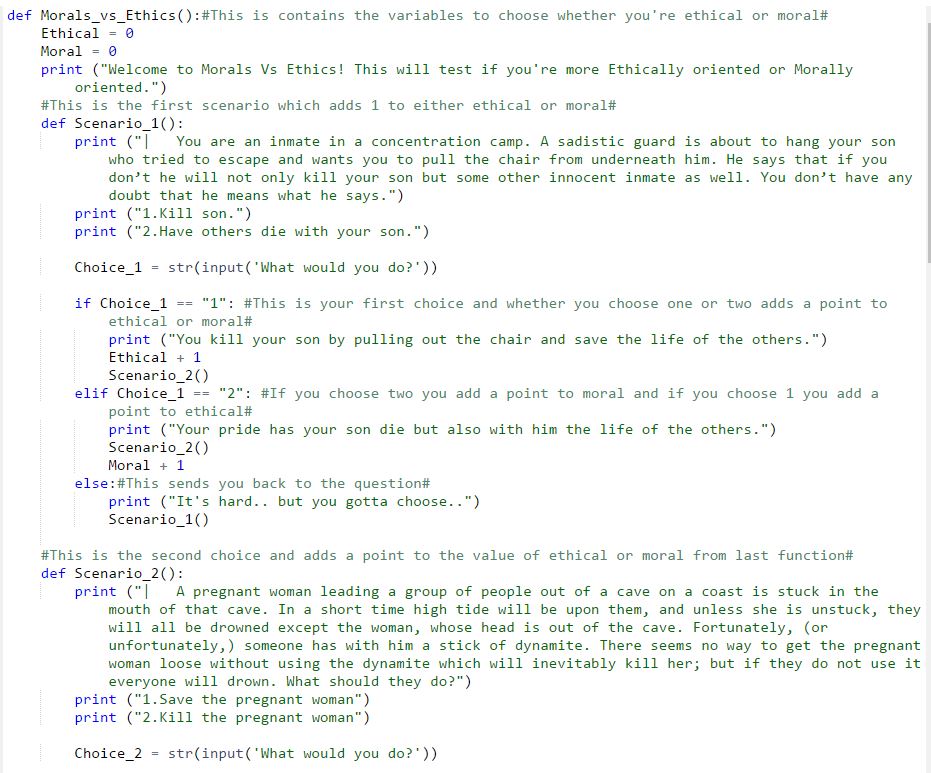 def Morals_vs_Ethics():#This is contains the variables to choose whether you're ethical or moral#
Ethical = 0
Moral = 0
print ("Welcome to Morals Vs Ethics! This will test if you're more Ethically oriented or Morally
oriented.")
#This is the first scenario which adds 1 to either ethical or moral#
def Scenario_1():
print ("|   You are an inmate in a concentration camp. A sadistic guard is about to hang your son
who tried to escape and wants you to pull the chair from underneath him. He says that if you
don’t he will not only kill your son but some other innocent inmate as well. You don’t have any
doubt that he means what he says.")
print ("1.Kill son.")
print ("2.Have others die with your son.")
Choice_1 = str(input('What would you do?'))
if Choice_1 == "1": #This is your first choice and whether you choose one or two adds a point to
ethical or moral#
print ("You kill your son by pulling out the chair and save the life of the others.")
Ethical + 1
Scenario_2()
elif Choice_1 == "2": #If you choose two you add a point to moral and if you choose 1 you add a
point to ethical#
print ("Your pride has your son die but also with him the life of the others.")
Scenario_2()
Moral + 1
else:#This sends you back to the question#
print ("It's hard.. but you gotta choose..")
Scenario_1()
#This is the second choice and adds a point to the value of ethical or moral from last function#
def Scenario_2():
print ("|   A pregnant woman leading a group of people out of a cave on a coast is stuck in the
mouth of that cave. In a short time high tide will be upon them, and unless she is unstuck, they
will all be drowned except the woman, whose head is out of the cave. Fortunately, (or
unfortunately,) someone has with him a stick of dynamite. There seems no way to get the pregnant
woman loose without using the dynamite which will inevitably kill her; but if they do not use it
everyone will drown. What should they do?")
print ("1.Save the pregnant woman")
print ("2.Kill the pregnant woman")
Choice_2 = str(input('What would you do?'))